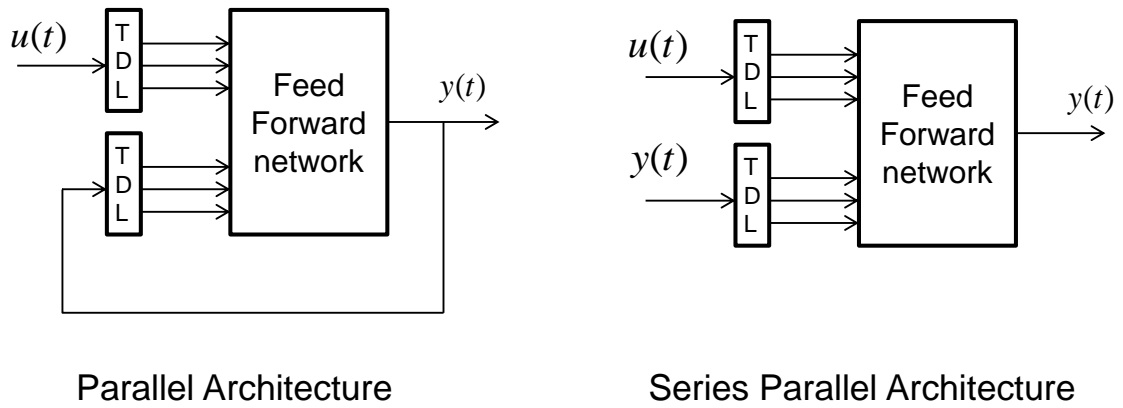 u(t)
T
D
L
T
D
L
Feed
Forward
network
y(t)
Parallel Architecture
u(t)
y(t)
T
D
L
T
D
L
Feed
Forward
network
y(t)
Series Parallel Architecture